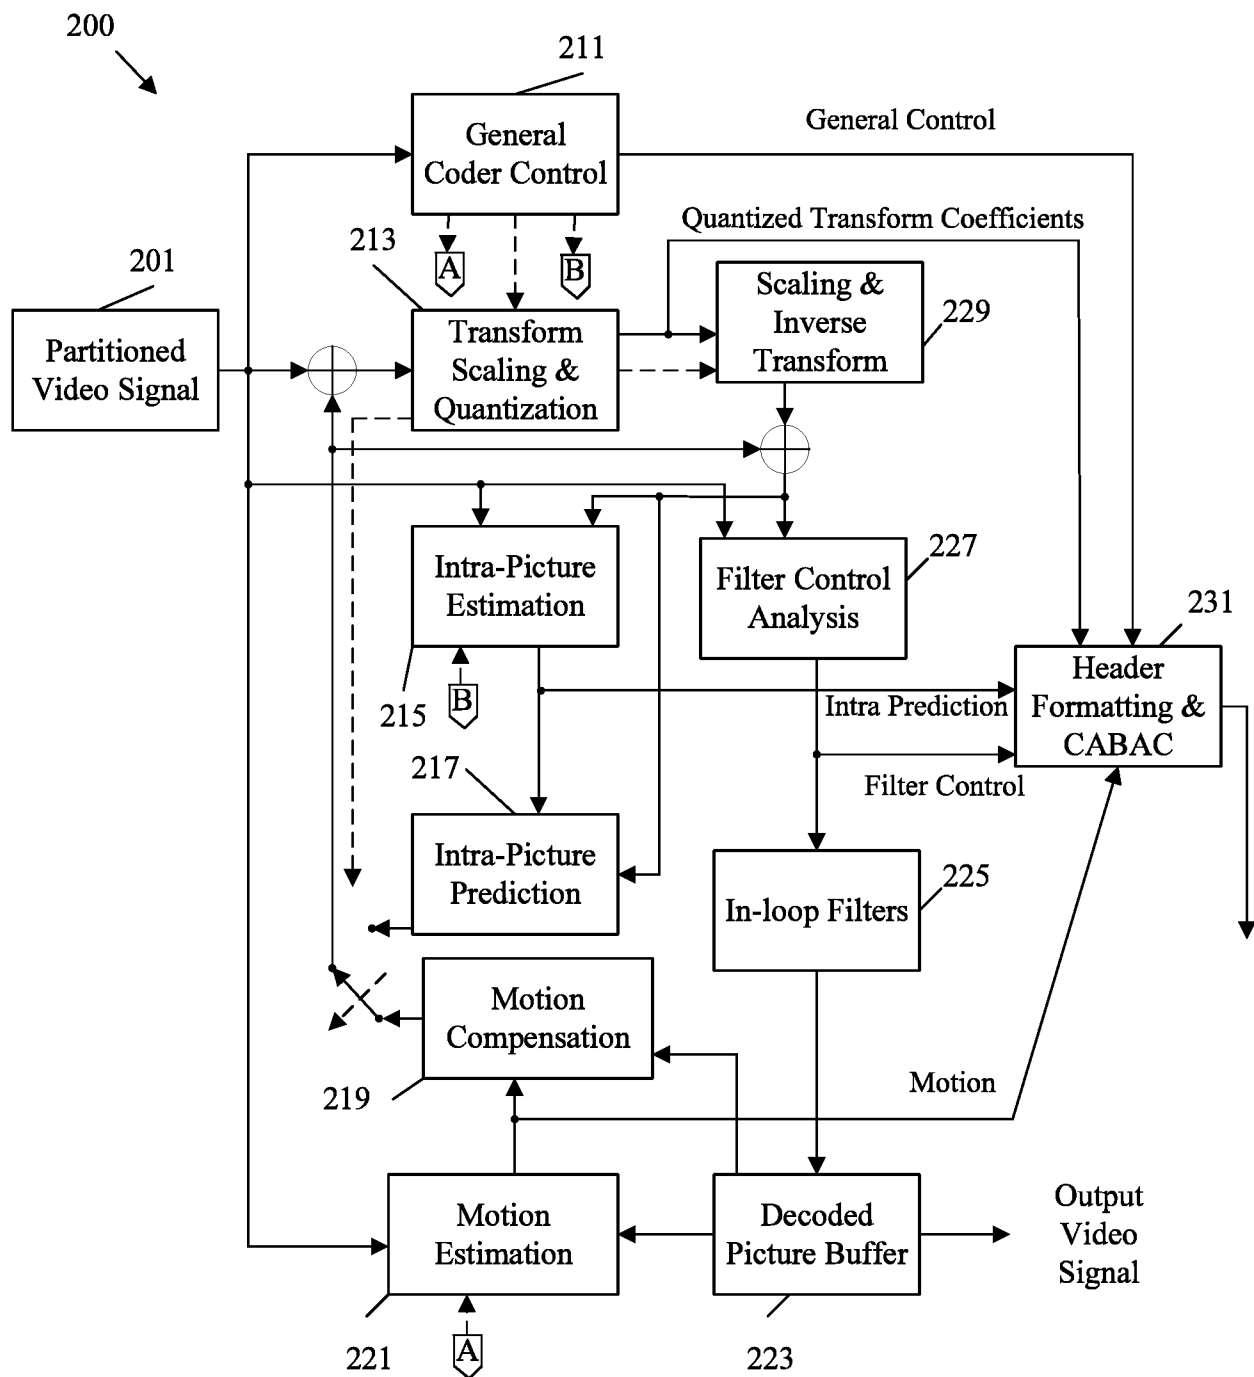 200
211
General
Coder Control
General Control
Quantized Transform Coefficients
213
A
B
201
Partitioned
Video Signal
Transform
Scaling &
Quantization
Scaling &
Inverse
Transform
229
Intra-Picture
Estimation
215
B
Filter Control
Analysis
227
231
Header
Formatting &
CABAC
Intra Prediction
Filter Control
217
Intra-Picture
Prediction
In-loop Filters
225
Motion
Compensation
219
Motion
Motion
Estimation
221
A
Decoded
Picture Buffer
223
Output
Video
Signal